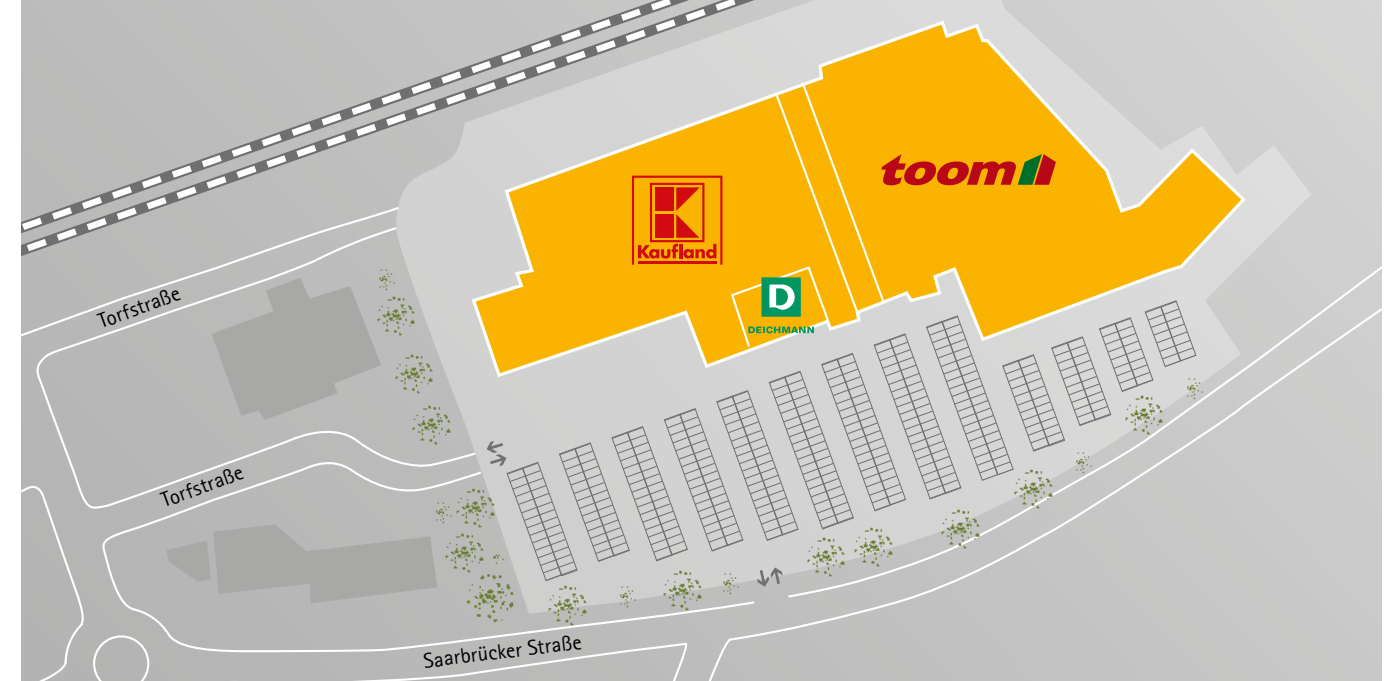 toom
Kaufland
D
DEICHMANN
Torfstraße
Torfstraße
Saarbrücker Straße